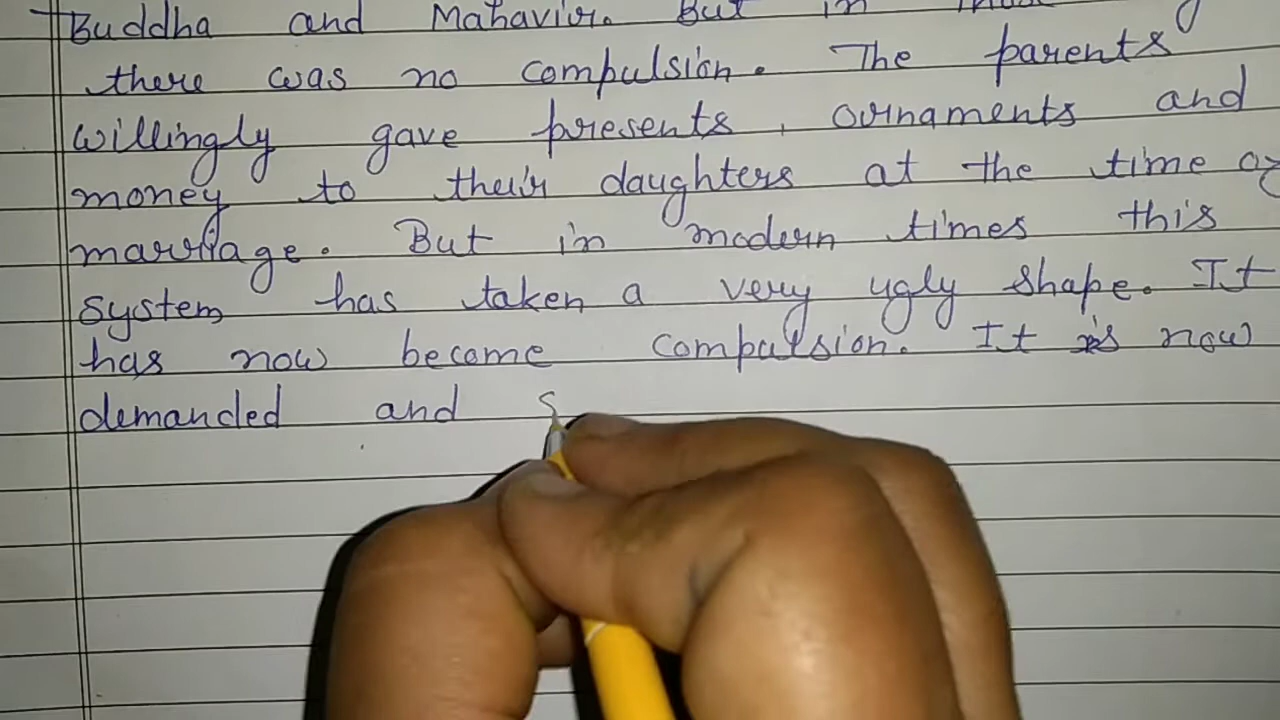 Buddha and Mahavir. But in
there was no compulsion. The parents
willingly gave presents, ornaments and
money to their daughters at the time of
marriage. But in modern times this
system has taken a very ugly shape. It
has now become compulsion. It is now
demanded and s